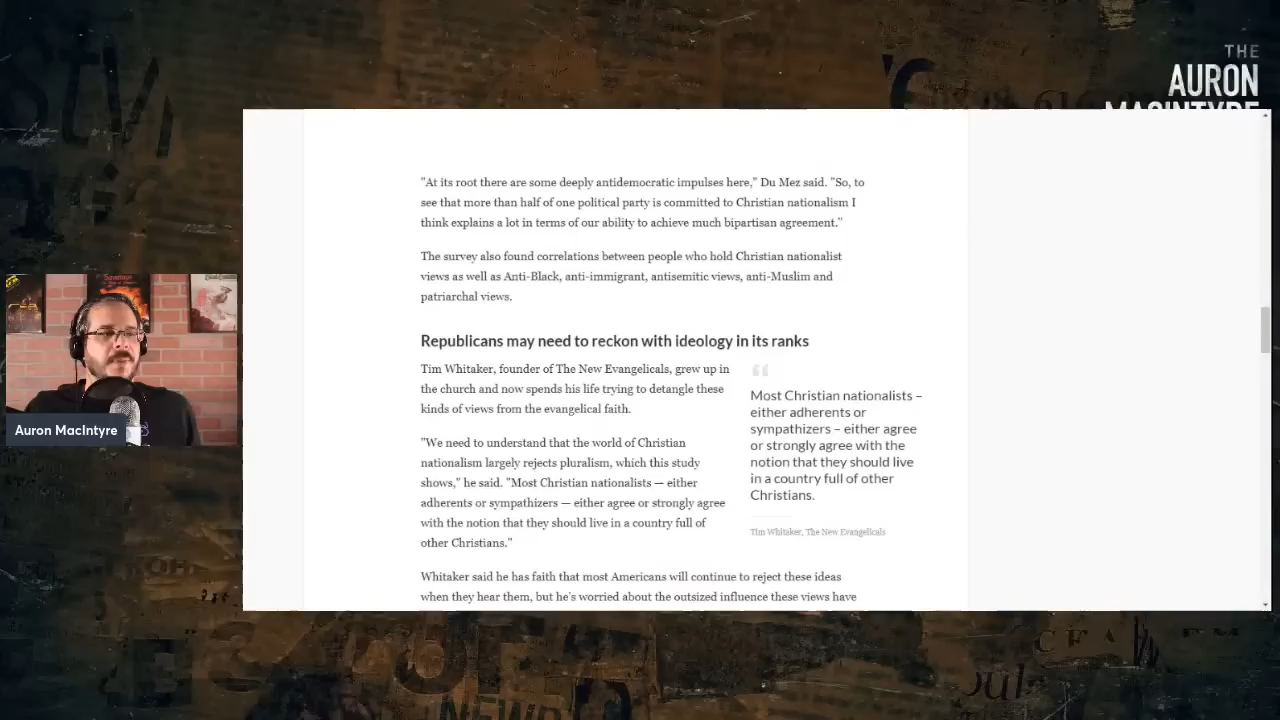 THE
AURON
MACINTYRE
"At its root there are some deeply antidemocratic impulses here," Du Mez said. "So, to
see that more than half of one political party is committed to Christian nationalism I
think explains a lot in terms of our ability to achieve much bipartisan agreement."
The survey also found correlations between people who hold Christian nationalist
views as well as Anti-Black, anti-immigrant, antisemitic views, anti-Muslim and
patriarchal views.
Republicans may need to reckon with ideology in its ranks
Tim Whitaker, founder of The New Evangelicals, grew up in
the church and now spends his life trying to detangle these
kinds of views from the evangelical faith.
"We need to understand that the world of Christian
nationalism largely rejects pluralism, which this study
shows," he said. "Most Christian nationalists — either
adherents or sympathizers — either agree or strongly agree
with the notion that they should live in a country full of
other Christians."
Most Christian nationalists –
either adherents or
sympathizers – either agree
or strongly agree with the
notion that they should live
in a country full of other
Christians.
Tim Whitaker, The New Evangelicals
Whitaker said he has faith that most Americans will continue to reject these ideas
when they hear them, but he's worried about the outsized influence these views have
Auron MacIntyre